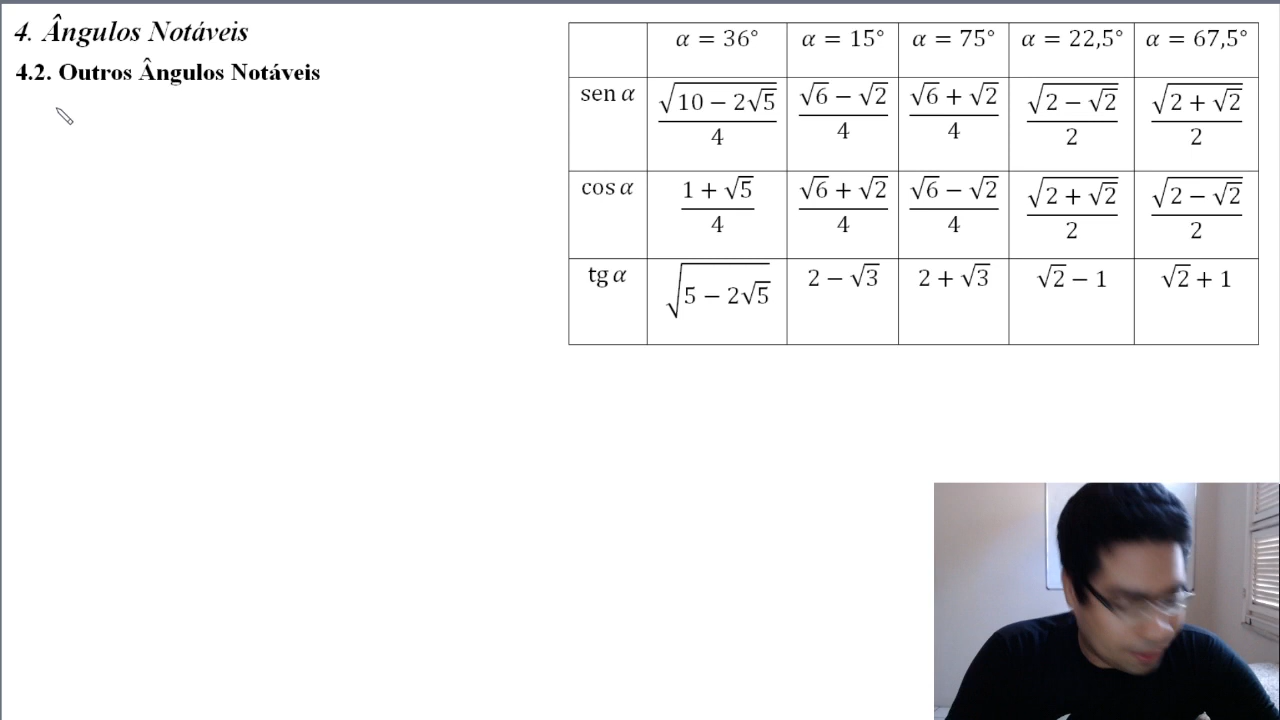 4. Ângulos Notáveis
4.2. Outros Ângulos Notáveis
α = 36° α = 15° α = 75° α = 22,5° α = 67,5°
sen α √(10 − 2√5)/4 (√6 − √2)/4 (√6 + √2)/4 √(2 − √2)/2 √(2 + √2)/2
cos α (1 + √5)/4 (√6 + √2)/4 (√6 − √2)/4 √(2 + √2)/2 √(2 − √2)/2
tg α √(5 − 2√5) 2 − √3 2 + √3 √2 − 1 √2 + 1